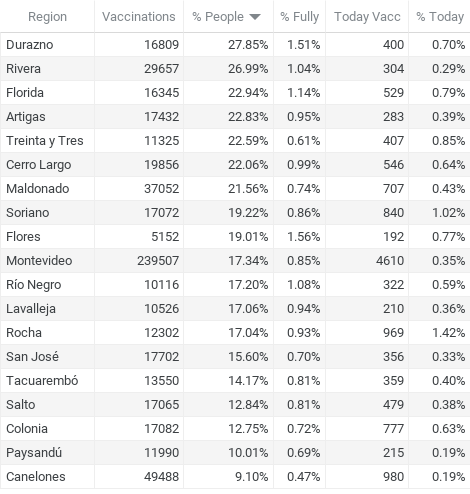 Region Vaccinations % People % Fully Today Vacc % Today
Durazno 16809 27.85% 1.51% 400 0.70%
Rivera 29657 26.99% 1.04% 304 0.29%
Florida 16345 22.94% 1.14% 529 0.79%
Artigas 17432 22.83% 0.95% 283 0.39%
Treinta y Tres 11325 22.59% 0.61% 407 0.85%
Cerro Largo 19856 22.06% 0.99% 546 0.64%
Maldonado 37052 21.56% 0.74% 707 0.43%
Soriano 17072 19.22% 0.86% 840 1.02%
Flores 5152 19.01% 1.56% 192 0.77%
Montevideo 239507 17.34% 0.85% 4610 0.35%
Río Negro 10116 17.20% 1.08% 322 0.59%
Lavalleja 10526 17.06% 0.94% 210 0.36%
Rocha 12302 17.04% 0.93% 969 1.42%
San José 17702 15.60% 0.70% 356 0.33%
Tacuarembó 13550 14.17% 0.81% 359 0.40%
Salto 17065 12.84% 0.81% 479 0.38%
Colonia 17082 12.75% 0.72% 777 0.63%
Paysandú 11990 10.01% 0.69% 215 0.19%
Canelones 49488 9.10% 0.47% 980 0.19%